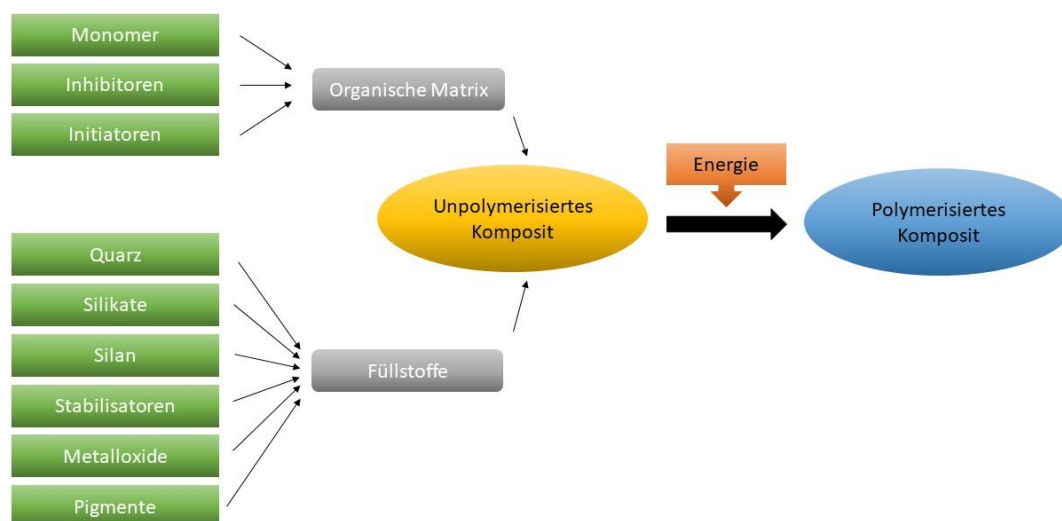 Monomer
Inhibitoren
Initiatoren
Organische Matrix
Unpolymerisiertes
Komposit
Energie
Polymerisiertes
Komposit
Quarz
Silikate
Silan
Stabilisatoren
Metalloxide
Pigmente
Füllstoffe